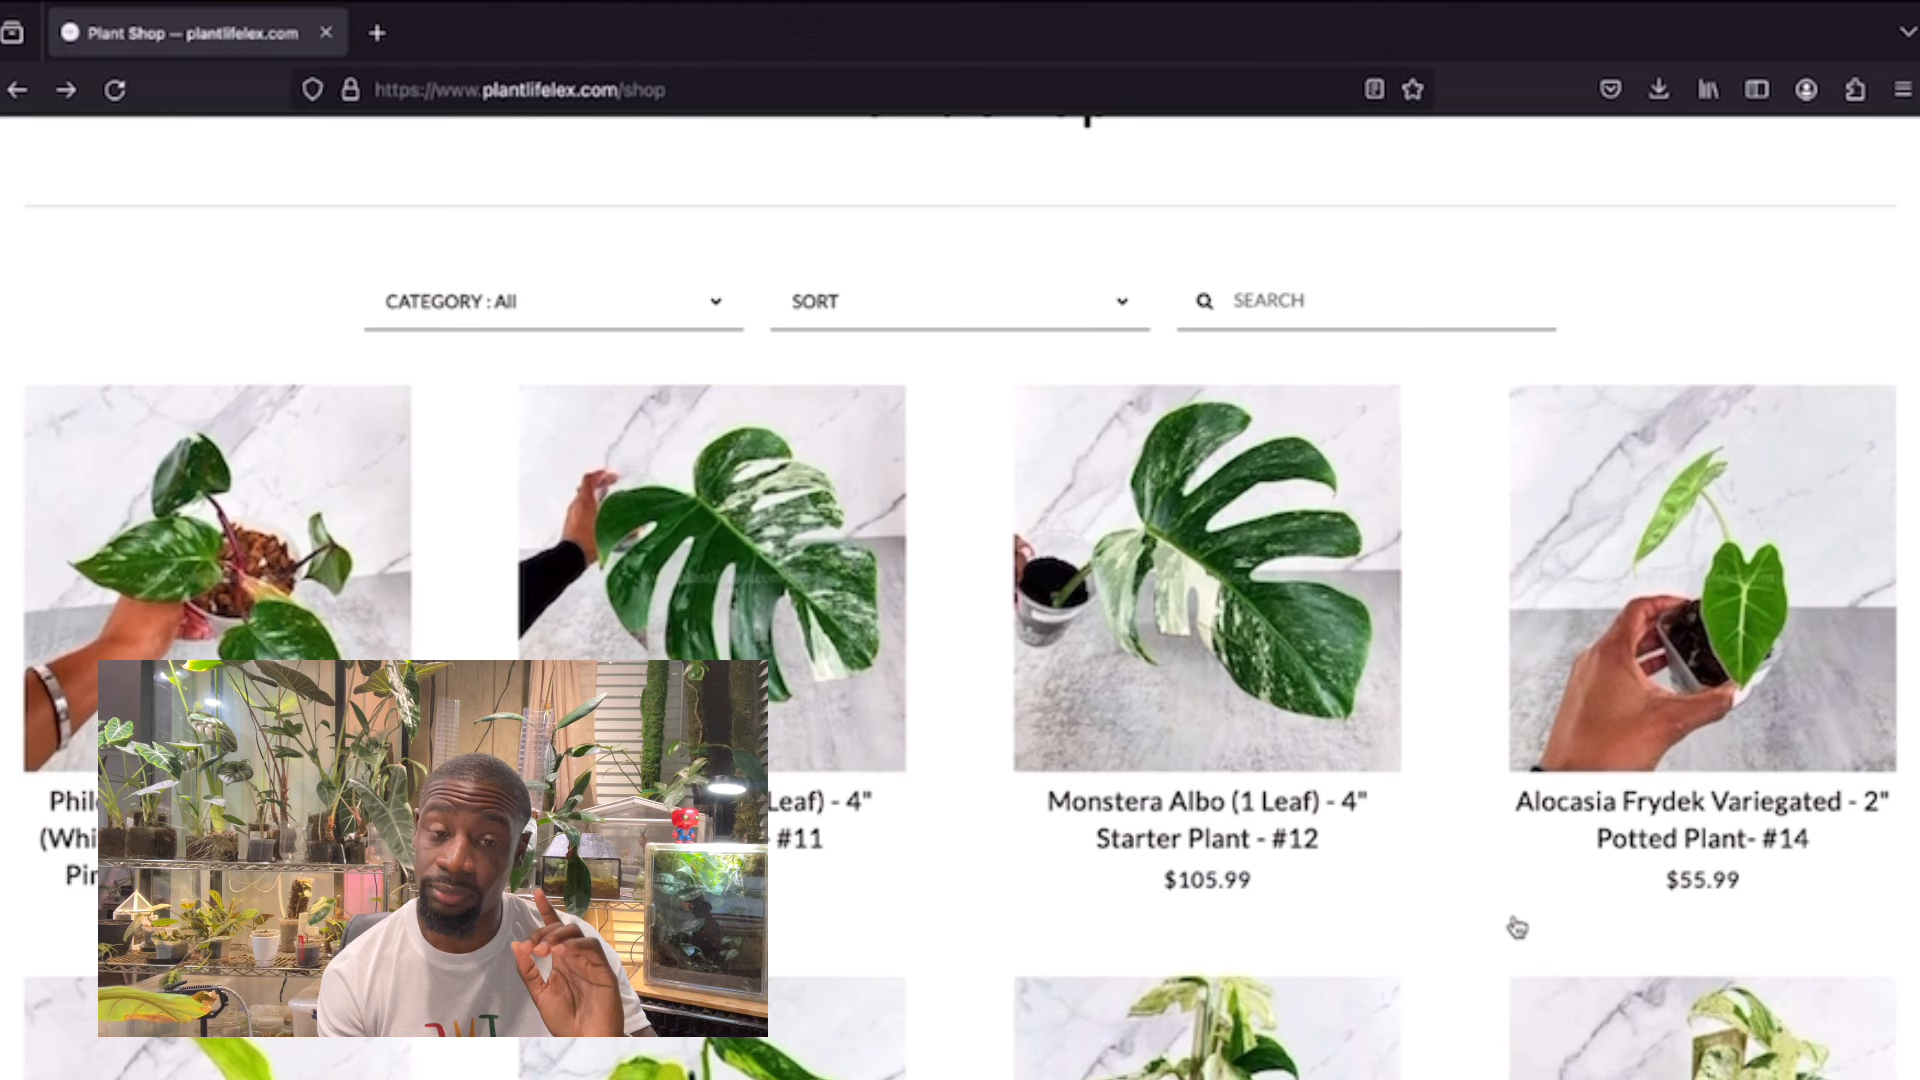 Plant Shop — plantlifelex.com
https://www.plantlifelex.com/shop
CATEGORY : All
SORT
SEARCH
Leaf) - 4"
#11
Monstera Albo (1 Leaf) - 4"
Starter Plant - #12
$105.99
Alocasia Frydek Variegated - 2"
Potted Plant- #14
$55.99
Phil
(Whi
Pin